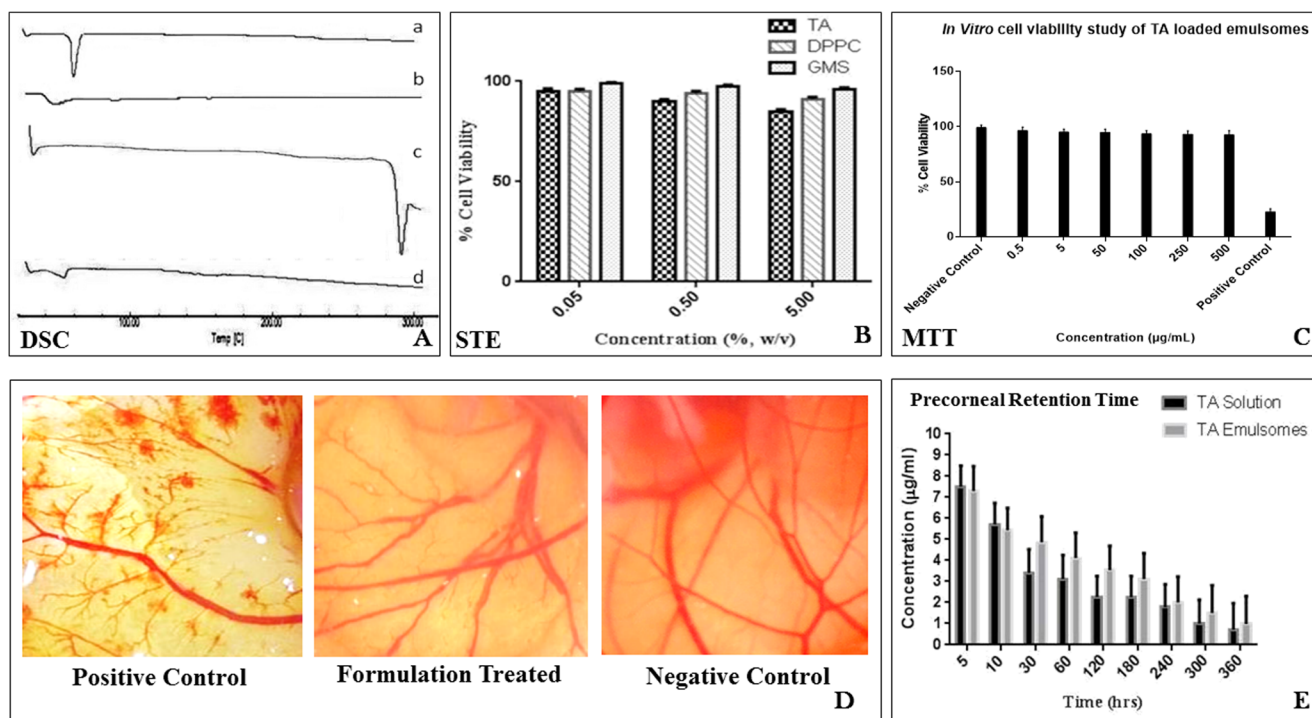 a
b
c
d
100.00
200.00
300.00
Temp [C]
DSC
A
TA
DPPC
GMS
% Cell Viability
100
50
0
0.05
0.50
5.00
Concentration (%, w/v)
STE
B
In Vitro cell viability study of TA loaded emulsomes
% Cell Viability
150
100
50
0
Negative Control
0.5
5
50
100
250
500
Positive Control
Concentration (µg/mL)
MTT
C
Positive Control
Formulation Treated
Negative Control
D
Precorneal Retention Time
TA Solution
TA Emulsomes
Concentration (µg/ml)
10
9
8
7
6
5
4
3
2
1
0
5
10
30
60
120
180
240
300
360
Time (hrs)
E